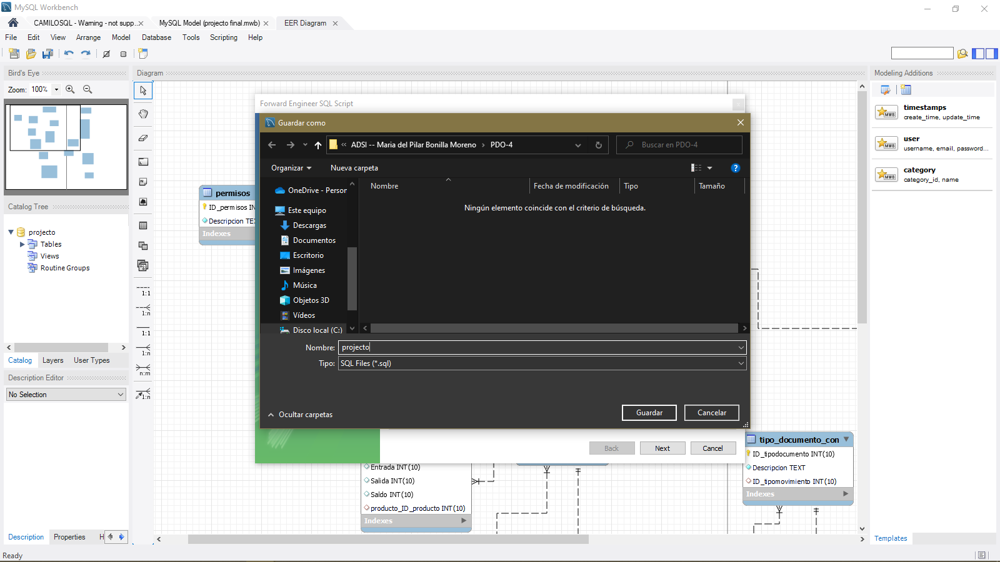 MySQL Workbench
CAMILOSQL - Warning - not supp...
MySQL Model (projecto final.mwb)
EER Diagram
File Edit View Arrange Model Database Tools Scripting Help
Bird's Eye
Diagram
Modeling Additions
Zoom: 100%
timestamps
create_time, update_time
user
username, email, password...
category
category_id, name
Catalog Tree
projecto
Tables
Views
Routine Groups
Catalog Layers User Types
Description Editor
No Selection
Description Properties H
Ready
1:1
1:n
1:1
1:n
n:m
1:n
permisos
ID_permisos IN
Descripcion TEX
Indexes
Forward Engineer SQL Script
Guardar como
« ADSI -- Maria del Pilar Bonilla Moreno › PDO-4
Buscar en PDO-4
Organizar
Nueva carpeta
OneDrive - Person
Este equipo
Descargas
Documentos
Escritorio
Imágenes
Música
Objetos 3D
Vídeos
Disco local (C:)
Nombre Fecha de modificación Tipo Tamaño
Ningún elemento coincide con el criterio de búsqueda.
Nombre: projecto
Tipo: SQL Files (*.sql)
Ocultar carpetas
Guardar
Cancelar
Back
Next
Cancel
Entrada INT(10)
Salida INT(10)
Saldo INT(10)
producto_ID_producto INT(10)
Indexes
tipo_documento_con
ID_tipodocumento INT(10)
Descripcion TEXT
ID_tipomovimiento INT(10)
Indexes
Templates